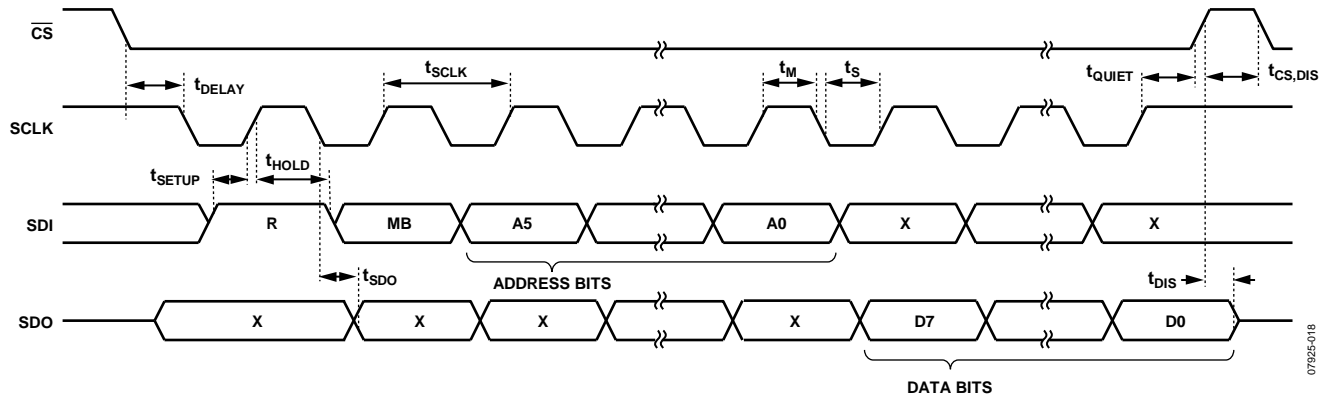 CS
tDELAY
tSCLK
tM
tS
tQUIET
tCS,DIS
SCLK
tSETUP
tHOLD
SDI
R
MB
A5
A0
X
X
tSDO
ADDRESS BITS
tDIS
SDO
X
X
X
X
D7
D0
DATA BITS
07925-018